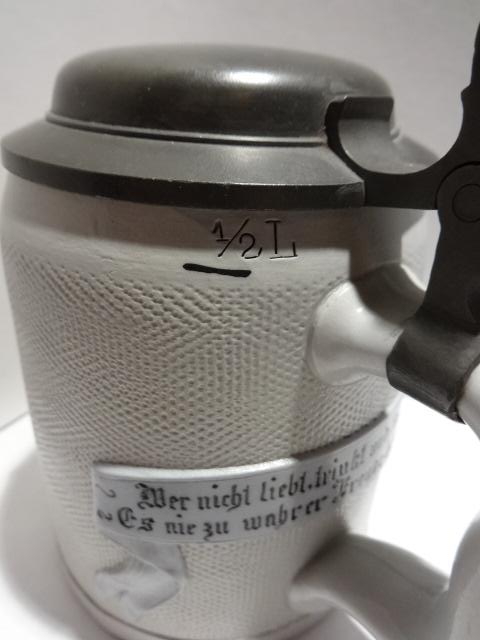 ½ L
Wer nicht liebt, trinkt
Es nie zu wahrer